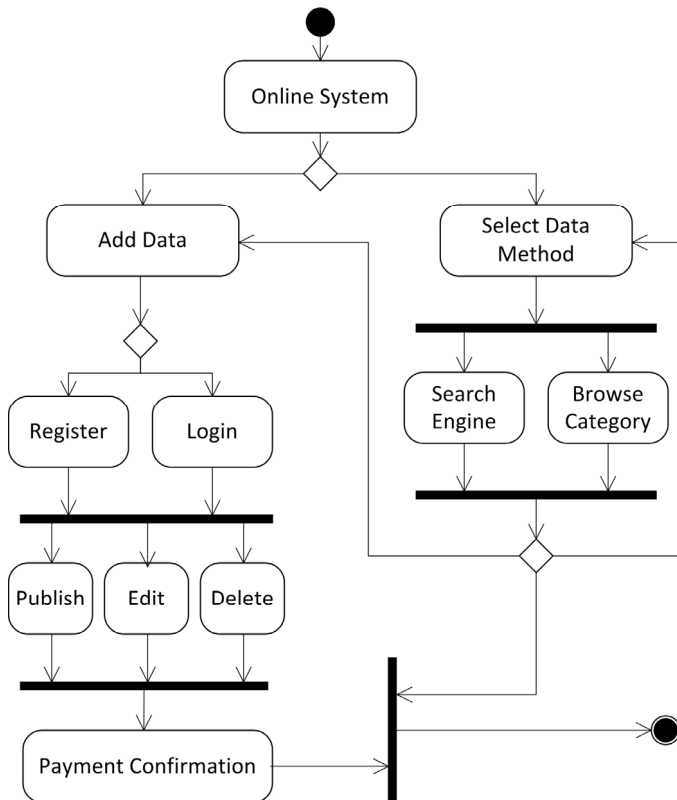 Online System
Add Data
Select Data
Method
Search
Engine
Browse
Category
Register
Login
Publish
Edit
Delete
Payment Confirmation